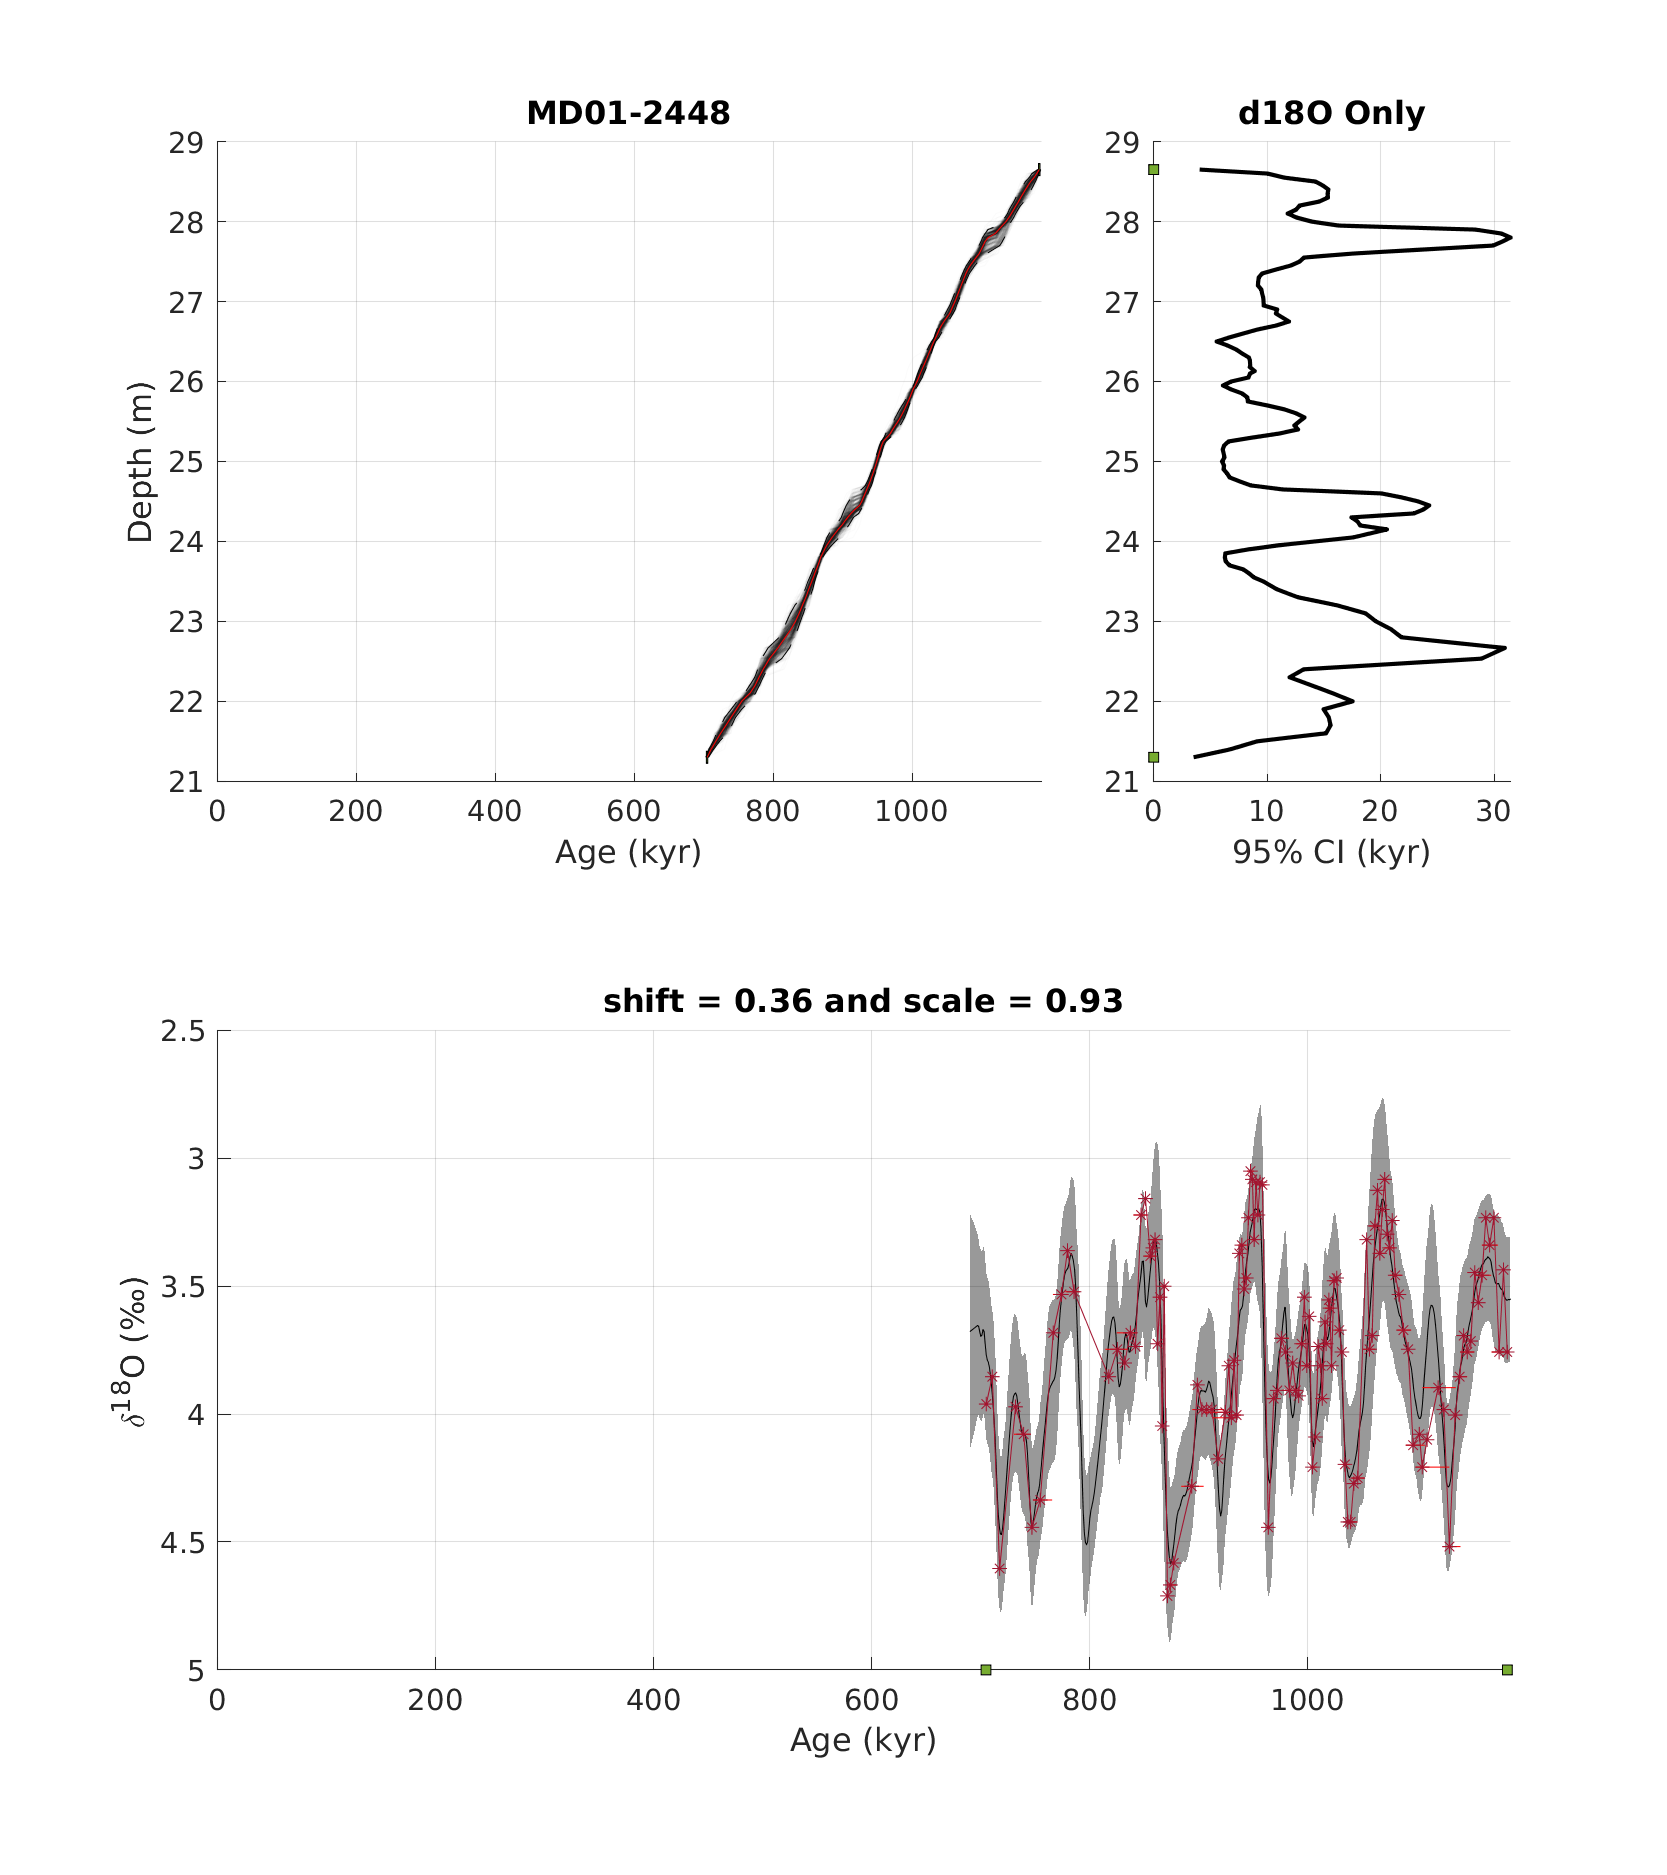 MD01-2448
29
28
27
26
25
24
23
22
21
Depth (m)
0 200 400 600 800 1000
Age (kyr)
d18O Only
29
28
27
26
25
24
23
22
21
0 10 20 30
95% CI (kyr)
shift = 0.36 and scale = 0.93
2.5
3
3.5
4
4.5
5
δ¹⁸O (‰)
0 200 400 600 800 1000
Age (kyr)